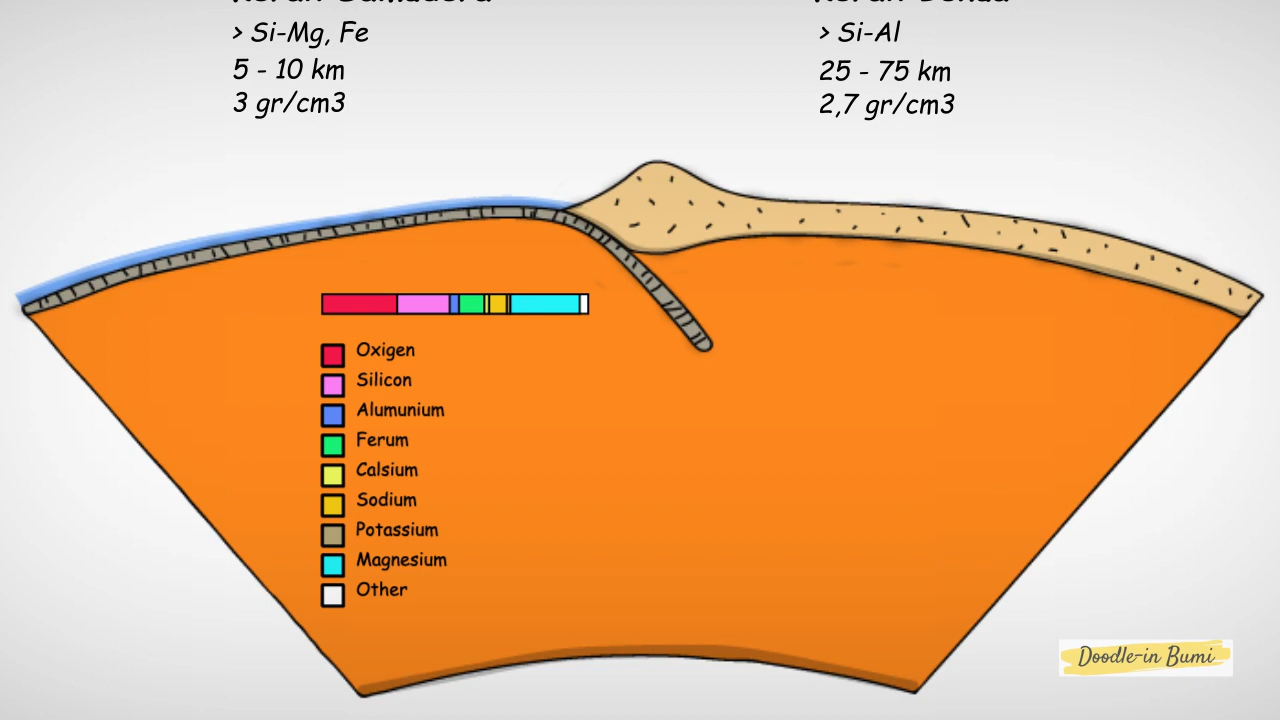 > Si-Mg, Fe
5 - 10 km
3 gr/cm3
> Si-Al
25 - 75 km
2,7 gr/cm3
Oxigen
Silicon
Alumunium
Ferum
Calsium
Sodium
Potassium
Magnesium
Other
Doodle-in Bumi